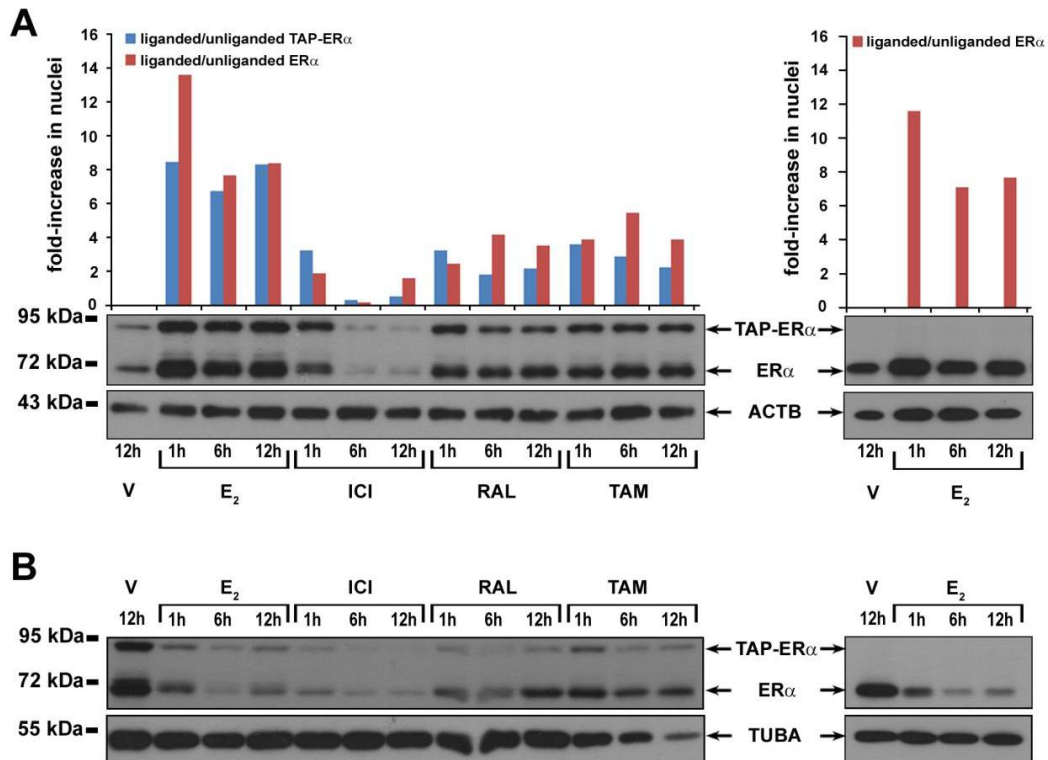 A
16
14
12
10
8
6
4
2
0
fold-increase in nuclei
liganded/unliganded TAP-ERα
liganded/unliganded ERα
16
14
12
10
8
6
4
2
0
fold-increase in nuclei
liganded/unliganded ERα
95 kDa
72 kDa
43 kDa
TAP-ERα
ERα
ACTB
12h 1h 6h 12h 1h 6h 12h 1h 6h 12h 1h 6h 12h
V E₂ ICI RAL TAM
12h 1h 6h 12h
V E₂
B
V E₂ ICI RAL TAM
12h 1h 6h 12h 1h 6h 12h 1h 6h 12h 1h 6h 12h
V E₂
12h 1h 6h 12h
95 kDa
72 kDa
55 kDa
TAP-ERα
ERα
TUBA